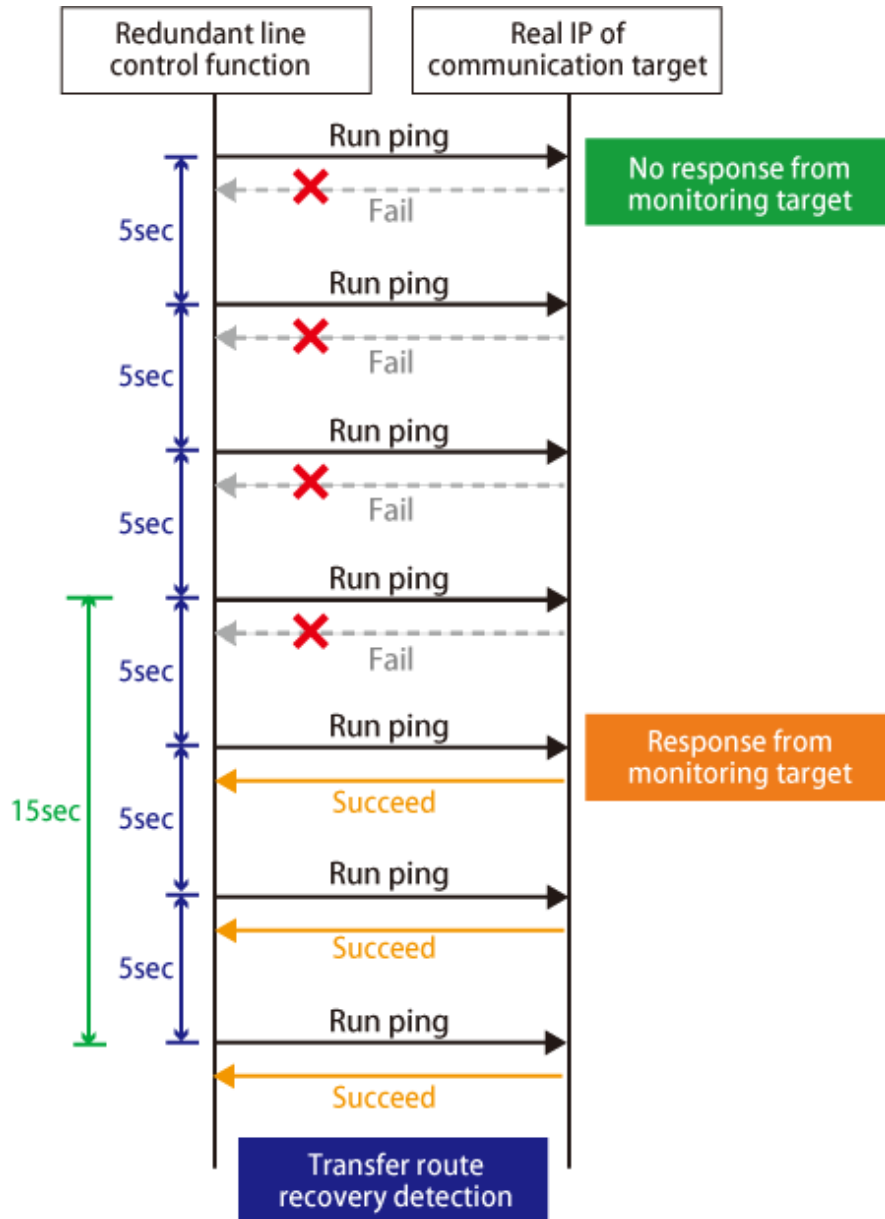 Redundant line
control function
Real IP of
communication target
Run ping
No response from
monitoring target
Fail
5sec
Run ping
Fail
5sec
Run ping
Fail
5sec
Run ping
Fail
5sec
Run ping
Response from
monitoring target
Succeed
15sec
5sec
Run ping
Succeed
5sec
Run ping
Succeed
Transfer route
recovery detection